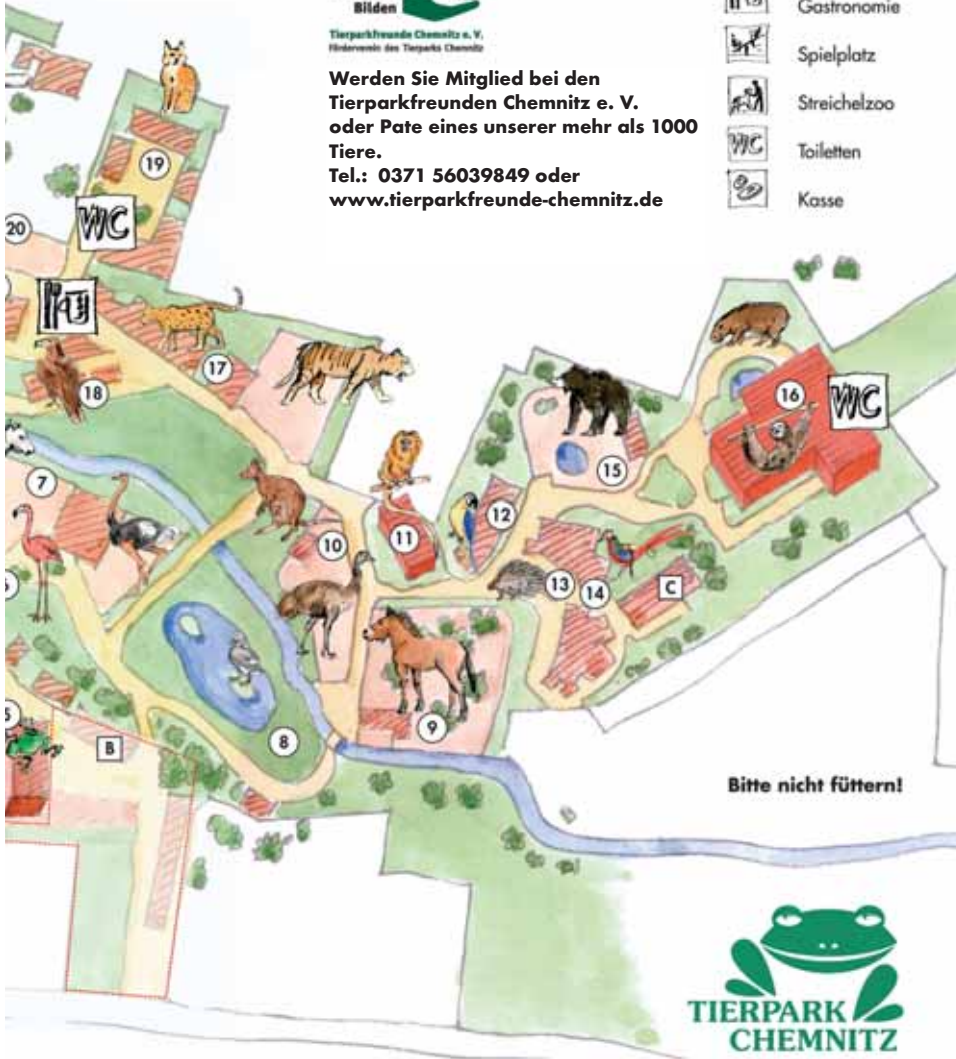 Bilden
Tierparkfreunde Chemnitz e. V.
Förderverein des Tierparks Chemnitz
Werden Sie Mitglied bei den
Tierparkfreunden Chemnitz e. V.
oder Pate eines unserer mehr als 1000
Tiere.
Tel.: 0371 56039849 oder
www.tierparkfreunde-chemnitz.de
Gastronomie
Spielplatz
Streichelzoo
WC Toiletten
Kasse
19
WC
20
17
18
16
WC
15
7
12
11
10
13
14
C
9
8
B
Bitte nicht füttern!
TIERPARK
CHEMNITZ